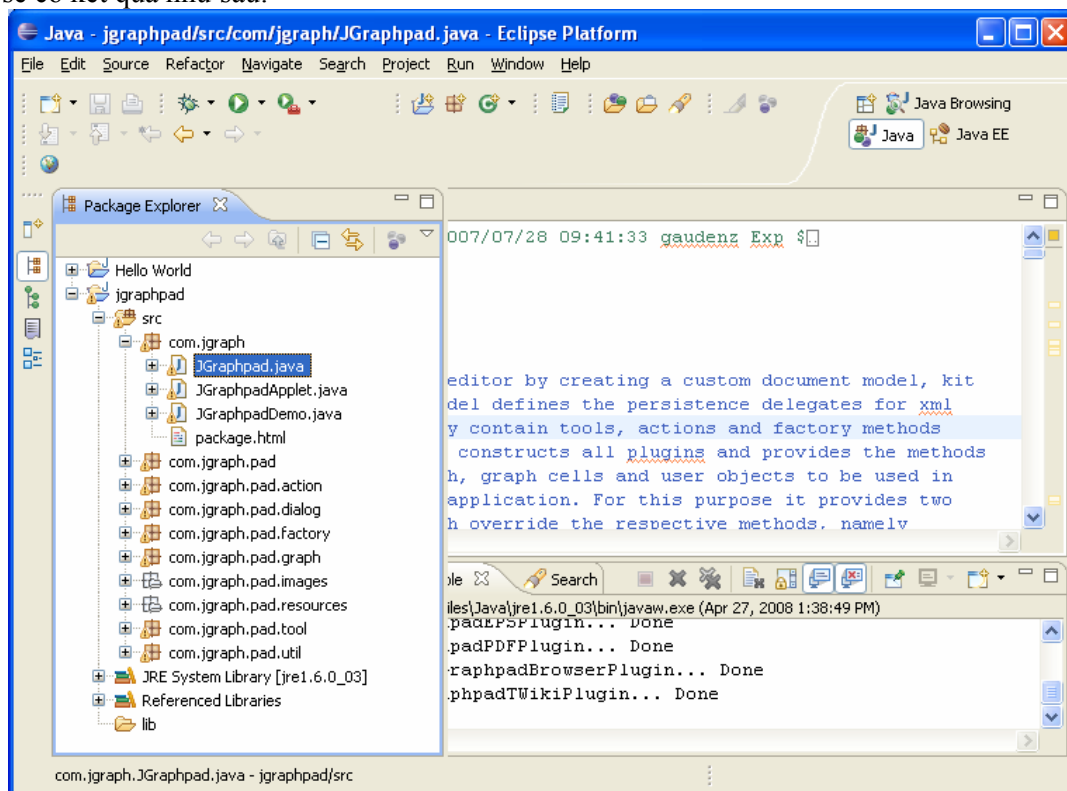 sẽ có kết quả như sau:
Java - jgraphpad/src/com/jgraph/JGraphpad.java - Eclipse Platform
File Edit Source Refactor Navigate Search Project Run Window Help
Java Browsing
Java Java EE
Package Explorer
007/07/28 09:41:33 gaudenz Exp $
Hello World
jgraphpad
src
com.jgraph
JGraphpad.java
JGraphpadApplet.java
JGraphpadDemo.java
package.html
com.jgraph.pad
com.jgraph.pad.action
com.jgraph.pad.dialog
com.jgraph.pad.factory
com.jgraph.pad.graph
com.jgraph.pad.images
com.jgraph.pad.resources
com.jgraph.pad.tool
com.jgraph.pad.util
JRE System Library [jre1.6.0_03]
Referenced Libraries
lib
editor by creating a custom document model, kit
del defines the persistence delegates for xml
y contain tools, actions and factory methods
constructs all plugins and provides the methods
h, graph cells and user objects to be used in
application. For this purpose it provides two
h override the respective methods, namely
ole Search
iles\Java\jre1.6.0_03\bin\javaw.exe (Apr 27, 2008 1:38:49 PM)
padEPSPlugin... Done
padPDFPlugin... Done
raphpadBrowserPlugin... Done
phpadTWikiPlugin... Done
com.jgraph.JGraphpad.java - jgraphpad/src